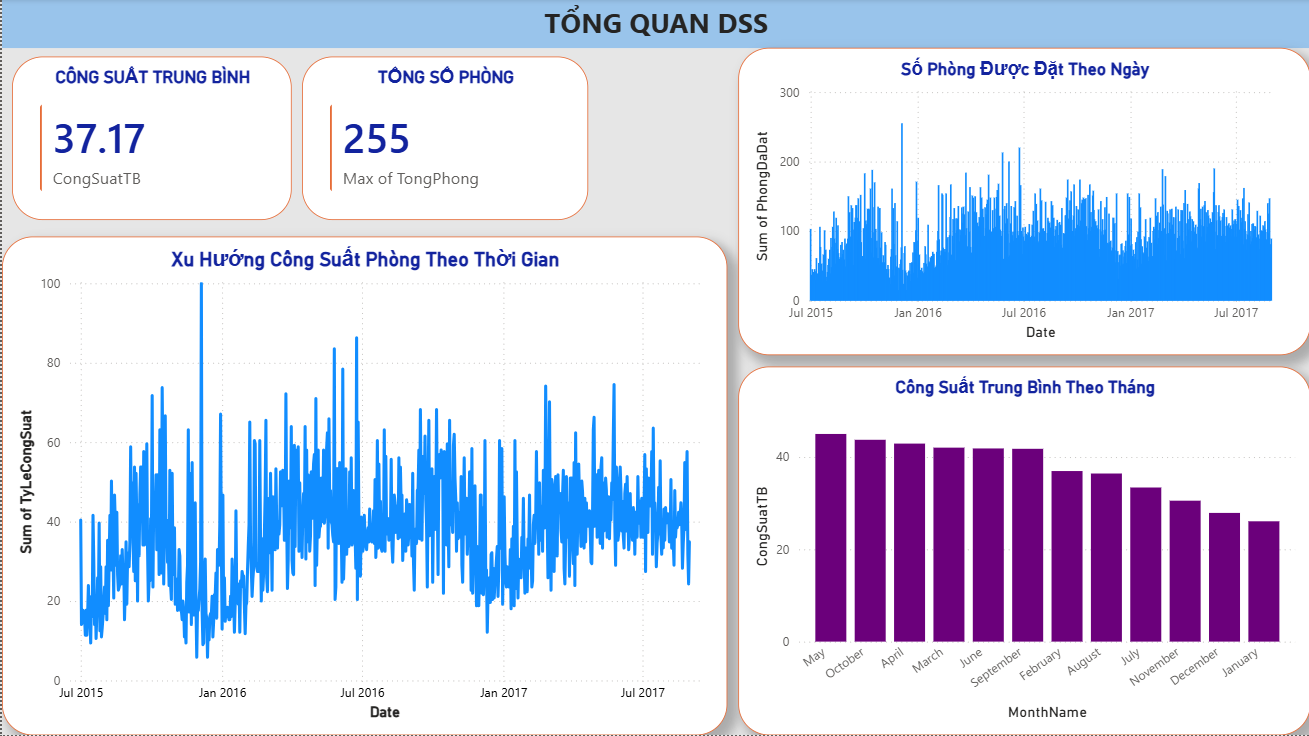 TỔNG QUAN DSS
CÔNG SUẤT TRUNG BÌNH
37.17
CongSuatTB
TỔNG SỐ PHÒNG
255
Max of TongPhong
Số Phòng Được Đặt Theo Ngày
Sum of PhongDaDat
300
200
100
0
Jul 2015
Jan 2016
Jul 2016
Jan 2017
Jul 2017
Date
Xu Hướng Công Suất Phòng Theo Thời Gian
Sum of TyLeCongSuat
100
80
60
40
20
0
Jul 2015
Jan 2016
Jul 2016
Jan 2017
Jul 2017
Date
Công Suất Trung Bình Theo Tháng
CongSuatTB
40
20
0
May
October
April
March
June
September
February
August
July
November
December
January
MonthName